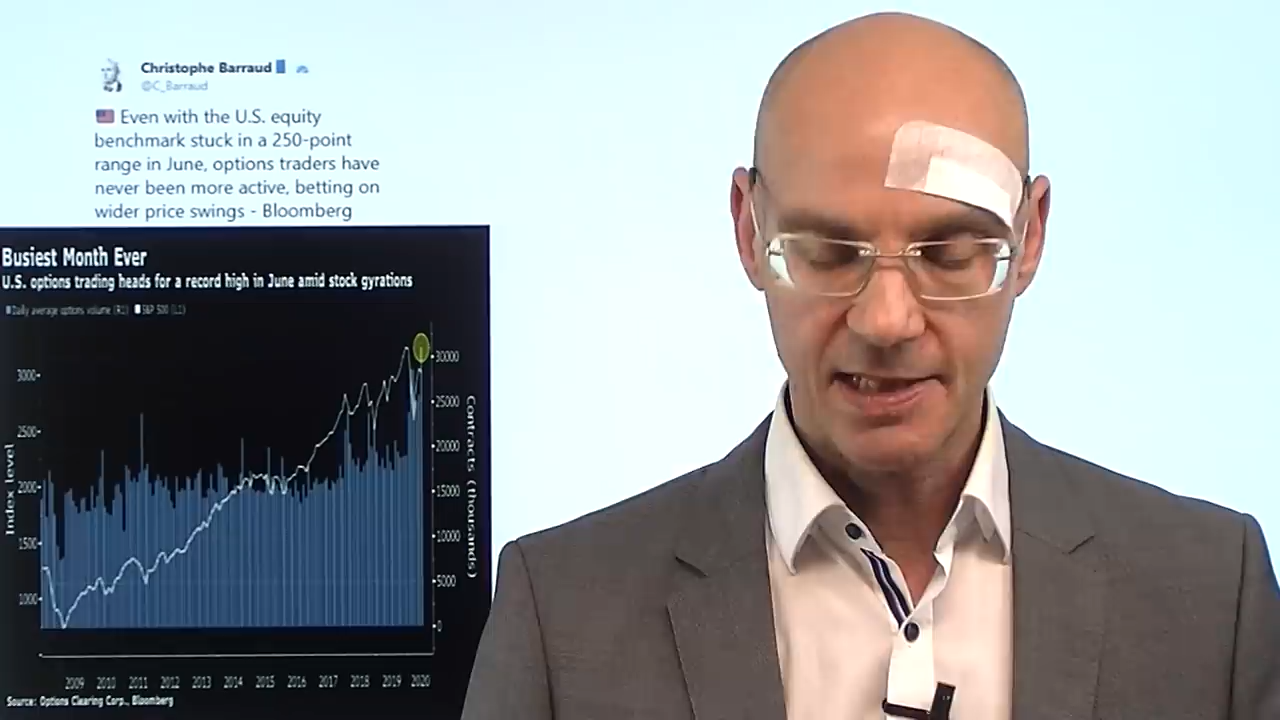 Christophe Barraud
@C_Barraud
🇺🇸 Even with the U.S. equity
benchmark stuck in a 250-point
range in June, options traders have
never been more active, betting on
wider price swings - Bloomberg
Busiest Month Ever
U.S. options trading heads for a record high in June amid stock gyrations
Daily average options volume (R1) S&P 500 (L1)
3000
2500
2000
1500
1000
Index level
30000
25000
20000
15000
10000
5000
0
Contracts (thousands)
2009 2010 2011 2012 2013 2014 2015 2016 2017 2018 2019 2020
Source: Options Clearing Corp., Bloomberg